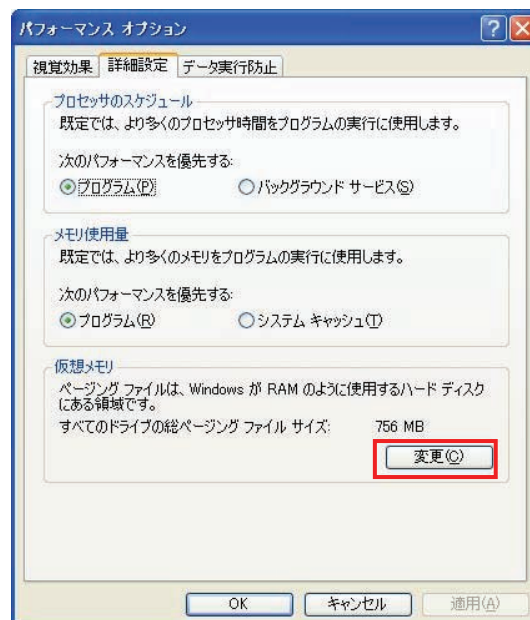 パフォーマンス オプション
視覚効果 詳細設定 データ実行防止
プロセッサのスケジュール
既定では、より多くのプロセッサ時間をプログラムの実行に使用します。
次のパフォーマンスを優先する:
プログラム(P) バックグラウンド サービス(S)
メモリ使用量
既定では、より多くのメモリをプログラムの実行に使用します。
次のパフォーマンスを優先する:
プログラム(R) システム キャッシュ(T)
仮想メモリ
ページング ファイルは、Windows が RAM のように使用するハード ディスク
にある領域です。
すべてのドライブの総ページング ファイル サイズ: 756 MB
変更(C)
OK キャンセル 適用(A)